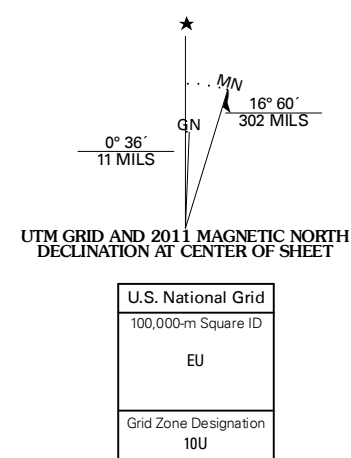 ★
MN
GN
16° 60´
302 MILS
0° 36´
11 MILS
UTM GRID AND 2011 MAGNETIC NORTH
DECLINATION AT CENTER OF SHEET
U.S. National Grid
100,000-m Square ID
EU
Grid Zone Designation
10U